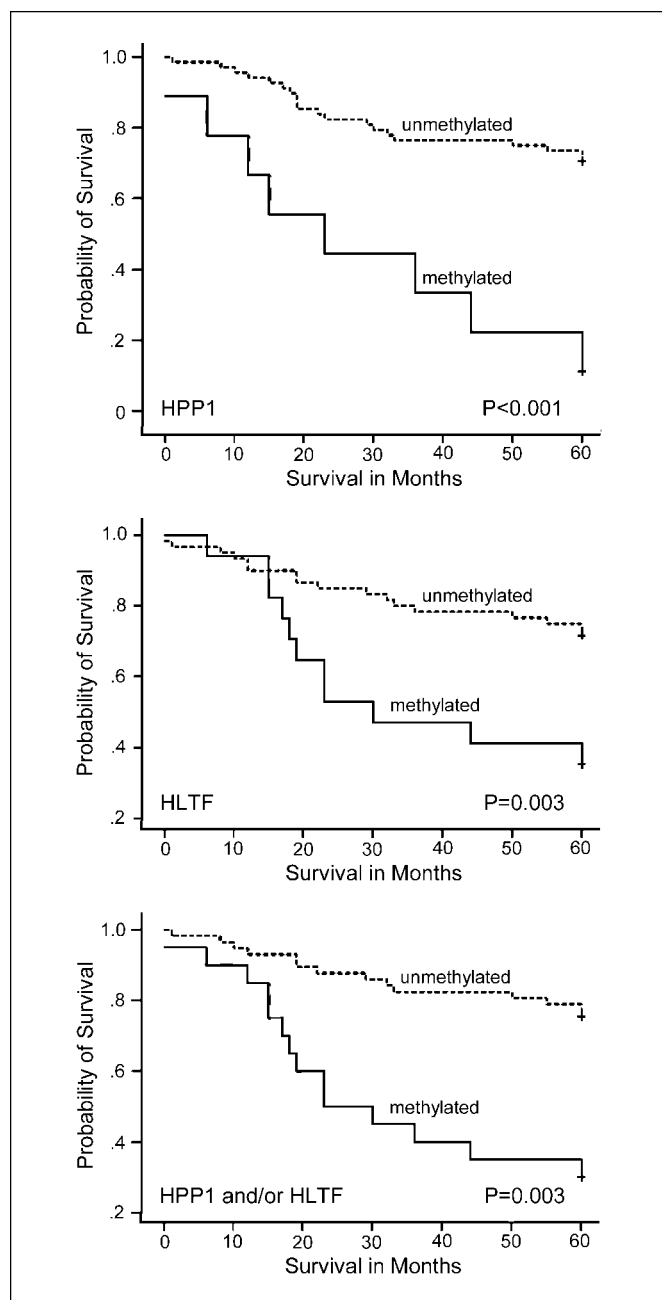 1.0
unmethylated
.8
.6
.4
methylated
.2
0
HPP1 P<0.001
0 10 20 30 40 50 60
Survival in Months
Probability of Survival
1.0
unmethylated
.8
.6
methylated
.4
HLTF P=0.003
.2
0 10 20 30 40 50 60
Survival in Months
Probability of Survival
1.0
unmethylated
.8
.6
methylated
.4
HPP1 and/or HLTF P=0.003
.2
0 10 20 30 40 50 60
Survival in Months
Probability of Survival